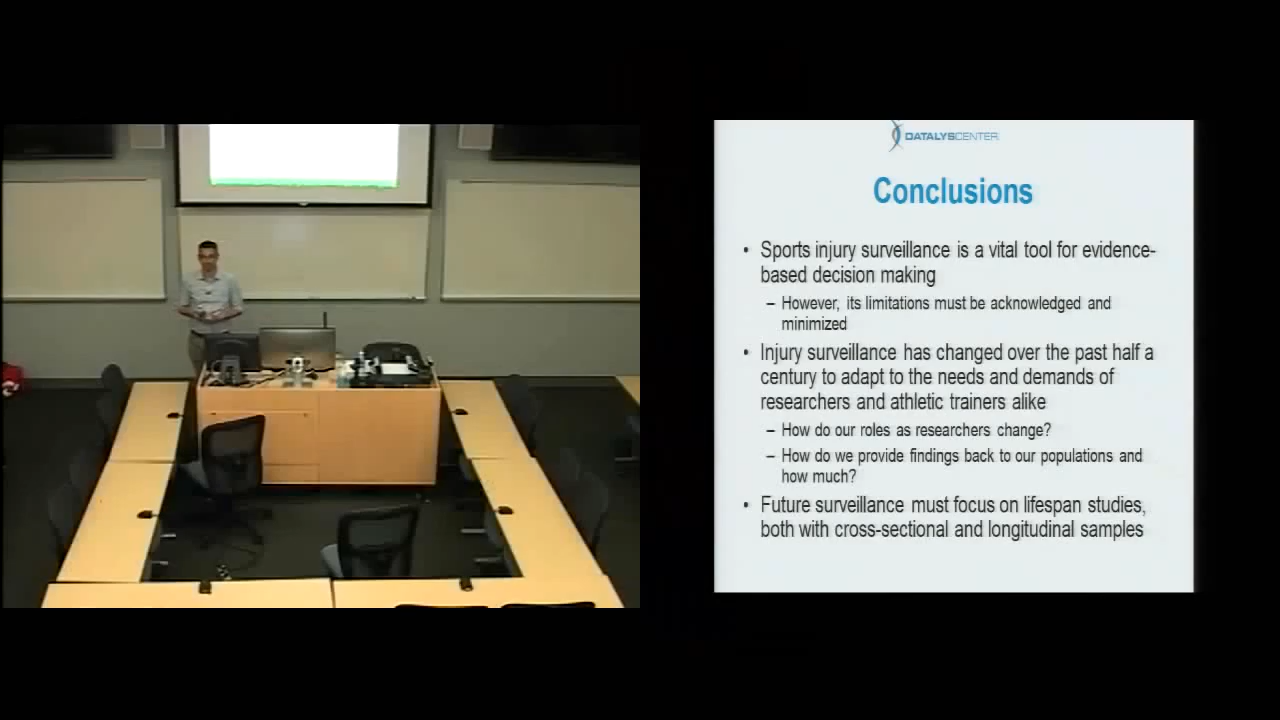 DATALYSCENTER
Conclusions
• Sports injury surveillance is a vital tool for evidence-
based decision making
– However, its limitations must be acknowledged and
minimized
• Injury surveillance has changed over the past half a
century to adapt to the needs and demands of
researchers and athletic trainers alike
– How do our roles as researchers change?
– How do we provide findings back to our populations and
how much?
• Future surveillance must focus on lifespan studies,
both with cross-sectional and longitudinal samples